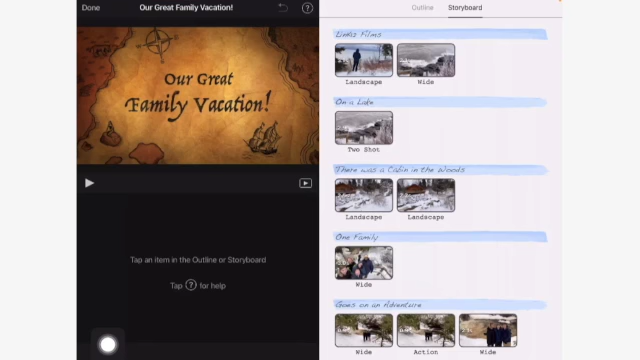 Done
Our Great Family Vacation!
?
Outline
Storyboard
Our Great
Family Vacation!
Tap an item in the Outline or Storyboard
Tap ? for help
Landscape
Wide
On a Lake
Two Shot
There was a Cabin in the Woods
Landscape
Landscape
One Family
Wide
Goes on an Adventure
Wide
Action
Wide